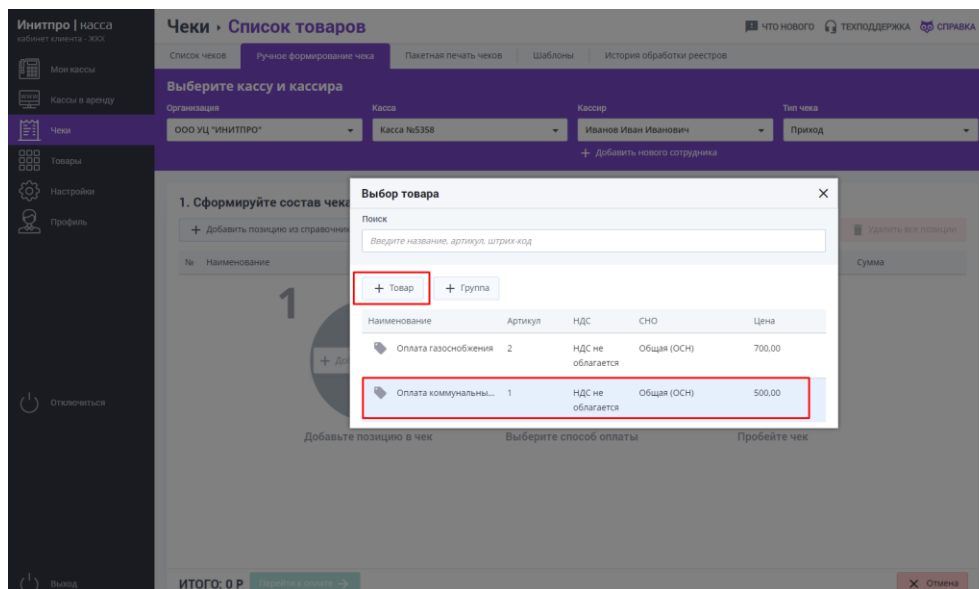 Инитпро | касса
кабинет клиента - ЖКХ
Чеки › Список товаров
ЧТО НОВОГО
ТЕХПОДДЕРЖКА
СПРАВКА
Мои кассы
Кассы в аренду
Чеки
Товары
Настройки
Профиль
Отключиться
Выход
Список чеков
Ручное формирование чека
Пакетная печать чеков
Шаблоны
История обработки реестров
Выберите кассу и кассира
Организация
Касса
Кассир
Тип чека
ООО УЦ "ИНИТПРО"
Касса №5358
Иванов Иван Иванович
Приход
+ Добавить нового сотрудника
1. Сформируйте состав чека
+ Добавить позицию из справочник
Удалить все позиции
№ Наименование
Сумма
1
+ До
Выбор товара
Поиск
Введите название, артикул, штрих-код
+ Товар
+ Группа
Наименование Артикул НДС СНО Цена
Оплата газоснобжения 2 НДС не облагается Общая (ОСН) 700,00
Оплата коммунальны... 1 НДС не облагается Общая (ОСН) 500,00
Добавьте позицию в чек
Выберите способ оплаты
Пробейте чек
ИТОГО: 0 Р
Перейти к оплате →
Отмена